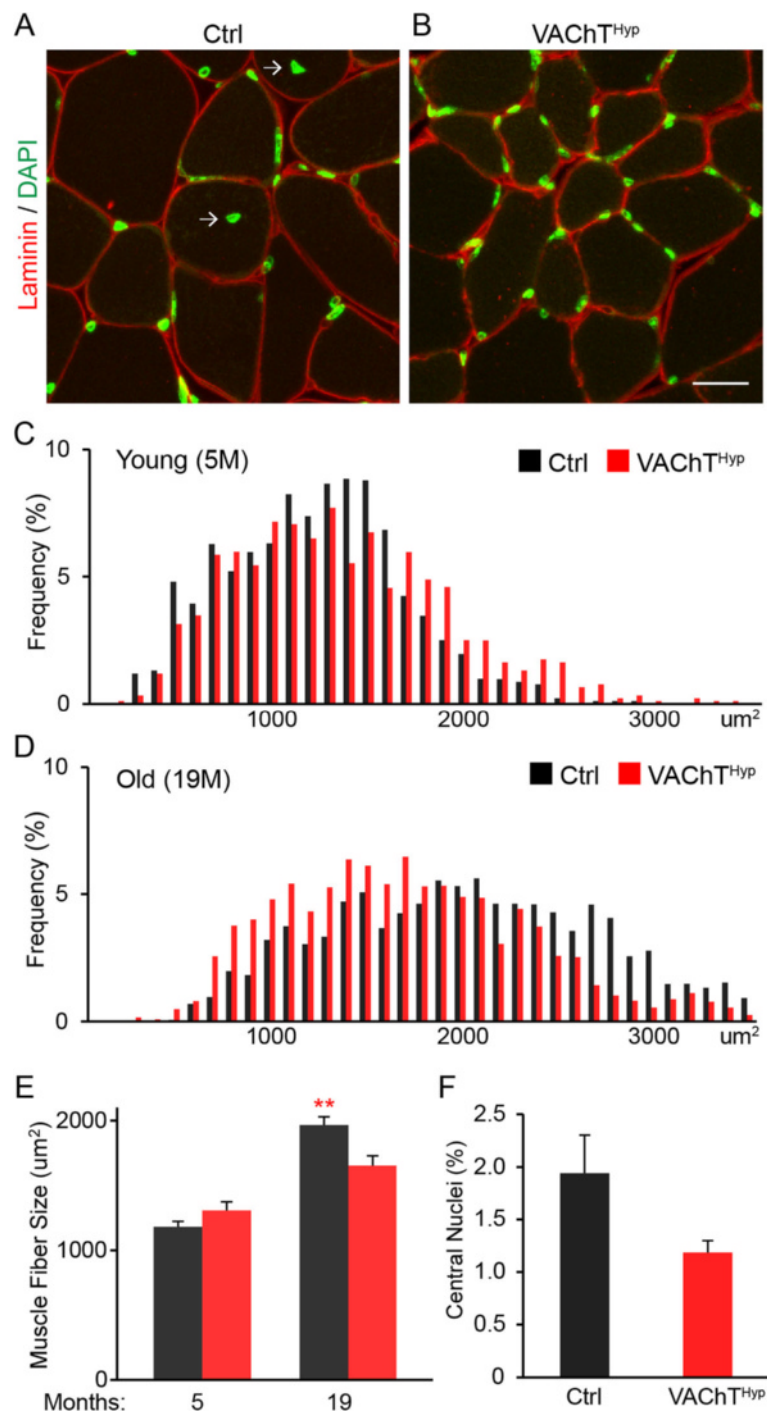 A
Ctrl
B
VAChT^Hyp
Laminin / DAPI
C
Young (5M)
Ctrl
VAChT^Hyp
Frequency (%)
10
5
0
1000
2000
3000
um²
D
Old (19M)
Ctrl
VAChT^Hyp
Frequency (%)
10
5
0
1000
2000
3000
um²
E
Muscle Fiber Size (um²)
2000
1000
0
**
Months:
5
19
F
Central Nuclei (%)
2.5
2.0
1.5
1.0
0.5
0
Ctrl
VAChT^Hyp